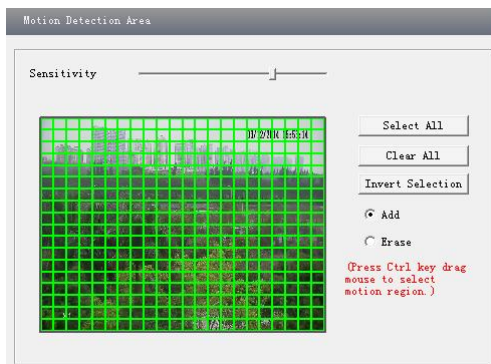 Motion Detection Area
Sensitivity
Select All
Clear All
Invert Selection
Add
Erase
(Press Ctrl key drag
mouse to select
motion region.)